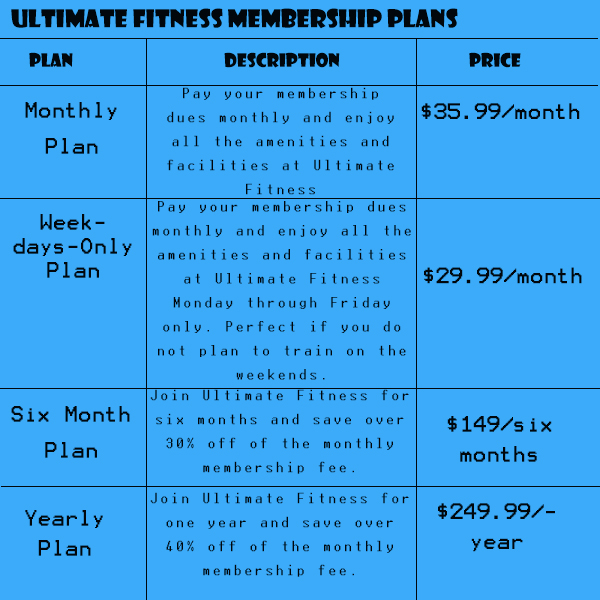 ULTIMATE FITNESS MEMBERSHIP PLANS
PLAN
DESCRIPTION
PRICE
Monthly
Plan
Pay your membership
dues monthly and enjoy
all the amenities and
facilities at Ultimate
Fitness
$35.99/month
Week-
days-Only
Plan
Pay your membership dues
monthly and enjoy all the
amenities and facilities
at Ultimate Fitness
Monday through Friday
only. Perfect if you do
not plan to train on the
weekends.
$29.99/month
Six Month
Plan
Join Ultimate Fitness for
six months and save over
30% off of the monthly
membership fee.
$149/six
months
Yearly
Plan
Join Ultimate Fitness for
one year and save over
40% off of the monthly
membership fee.
$249.99/-
year